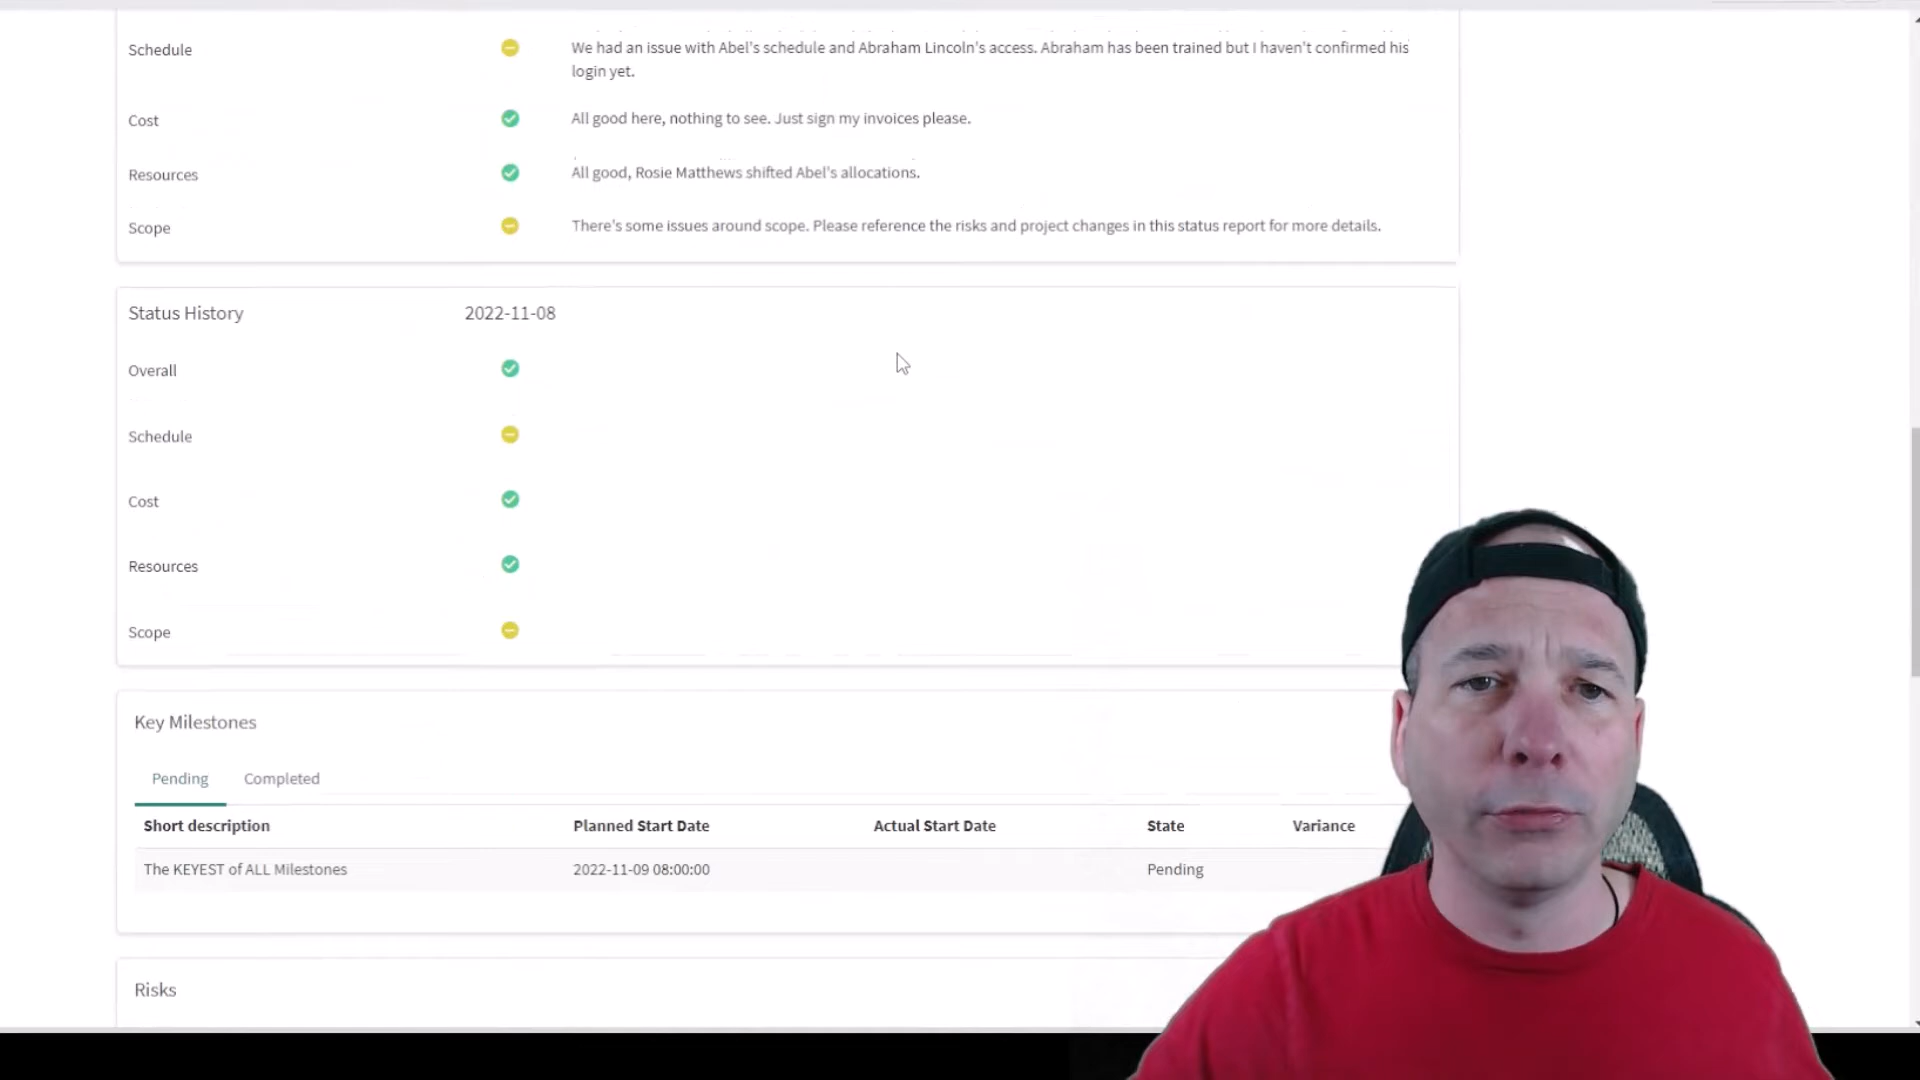 Schedule
We had an issue with Abel's schedule and Abraham Lincoln's access. Abraham has been trained but I haven't confirmed his
login yet.
Cost
All good here, nothing to see. Just sign my invoices please.
Resources
All good, Rosie Matthews shifted Abel's allocations.
Scope
There's some issues around scope. Please reference the risks and project changes in this status report for more details.
Status History 2022-11-08
Overall
Schedule
Cost
Resources
Scope
Key Milestones
Pending Completed
Short description Planned Start Date Actual Start Date State Variance
The KEYEST of ALL Milestones 2022-11-09 08:00:00 Pending
Risks